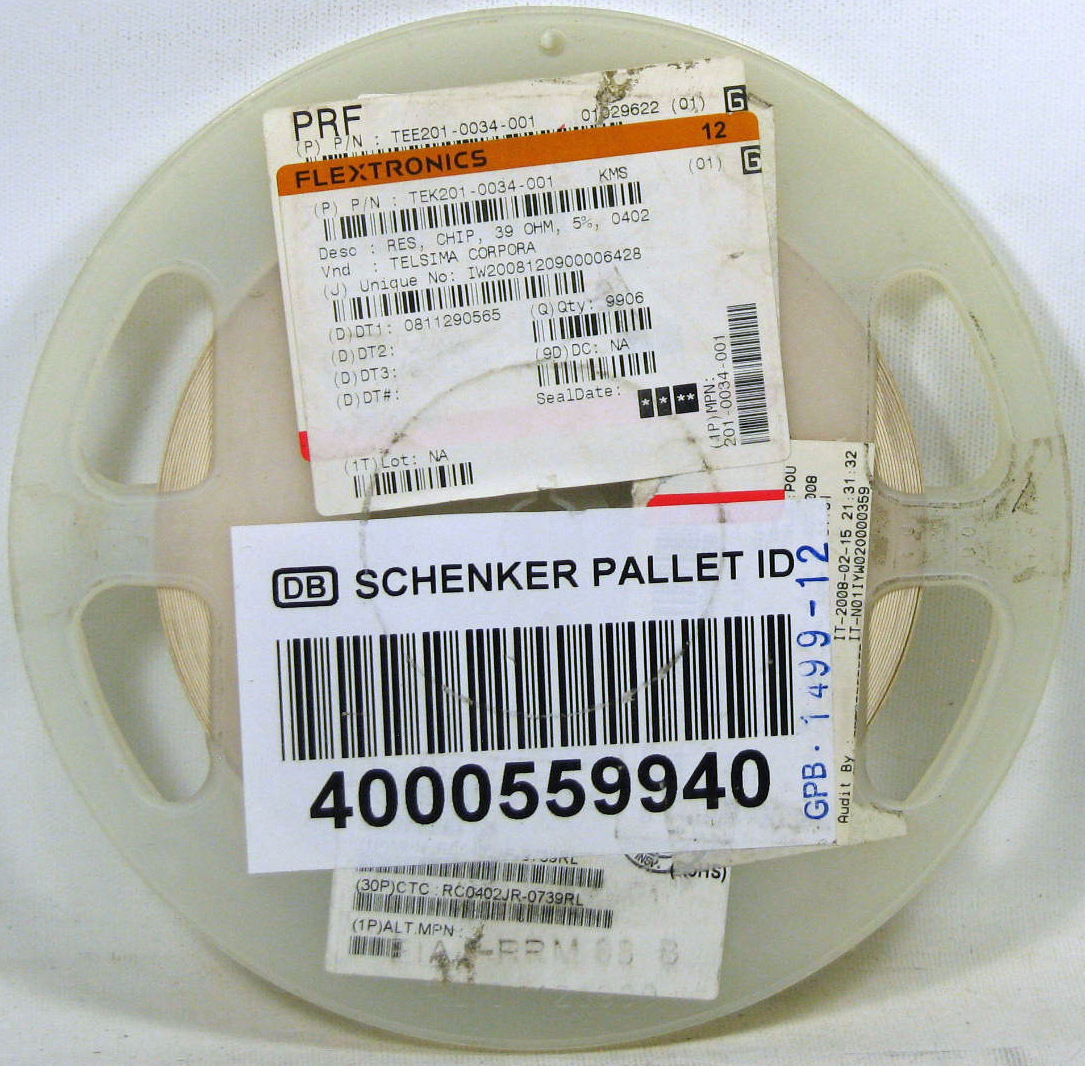 PRF
(P) P/N : TEE201-0034-001 01029622 (01) G
FLEXTRONICS 12
(P) P/N : TEK201-0034-001 KMS (01) G
Desc : RES, CHIP, 39 OHM, 5%, 0402
Vnd : TELSIMA CORPORA
(J) Unique No: IW2008120900006428
(D)DT1: 0811290565 (Q)Qty: 9906
(D)DT2: (9D)DC: NA
(D)DT3:
(D)DT#: SealDate: * * **
(1P)MPN:
201-0034-001
(1T)Lot: NA
POU
008
IT-2008-02-15 21:31:32
IT-N01IYW020000359
Audit By :
DB SCHENKER PALLET ID
4000559940
GPB·1499-12
(30P)CTC : RC0402JR-0739RL
(1P)ALT.MPN :